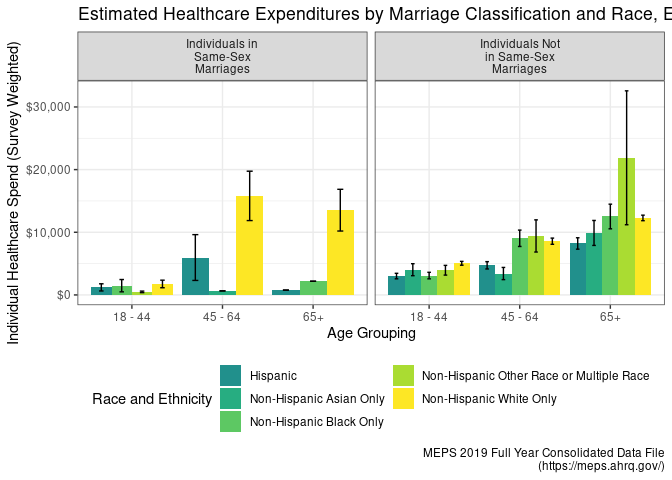 Estimated Healthcare Expenditures by Marriage Classification and Race, E
Individuals in
Same-Sex
Marriages
Individuals Not
in Same-Sex
Marriages
Individual Healthcare Spend (Survey Weighted)
$30,000
$20,000
$10,000
$0
18 - 44
45 - 64
65+
18 - 44
45 - 64
65+
Age Grouping
Race and Ethnicity
Hispanic
Non-Hispanic Asian Only
Non-Hispanic Black Only
Non-Hispanic Other Race or Multiple Race
Non-Hispanic White Only
MEPS 2019 Full Year Consolidated Data File
(https://meps.ahrq.gov/)